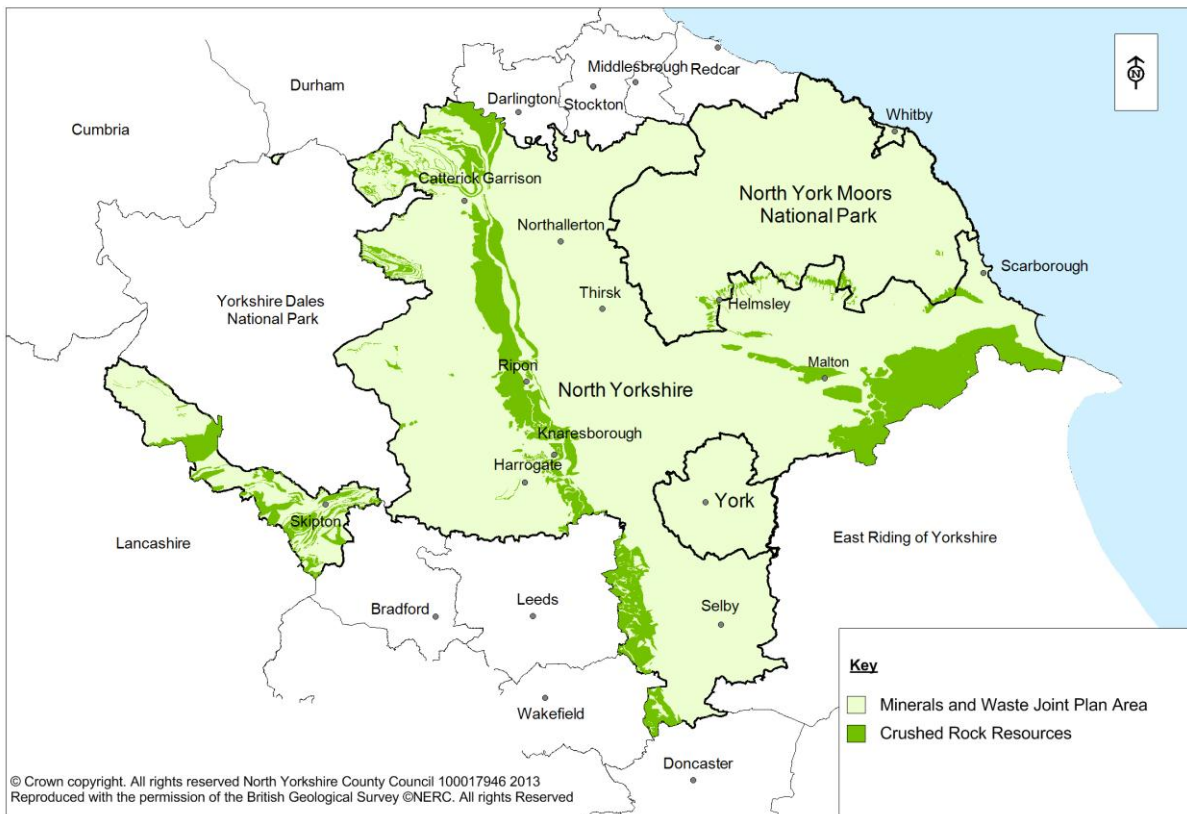 Durham
Middlesbrough
Redcar
Darlington
Stockton
Cumbria
Whitby
Catterick Garrison
North York Moors
National Park
Northallerton
Scarborough
Yorkshire Dales
National Park
Thirsk
Helmsley
Malton
Ripon
North Yorkshire
Knaresborough
Harrogate
York
Skipton
Lancashire
East Riding of Yorkshire
Bradford
Leeds
Selby
Wakefield
Doncaster
N
Key
Minerals and Waste Joint Plan Area
Crushed Rock Resources
© Crown copyright. All rights reserved North Yorkshire County Council 100017946 2013
Reproduced with the permission of the British Geological Survey ©NERC. All rights Reserved